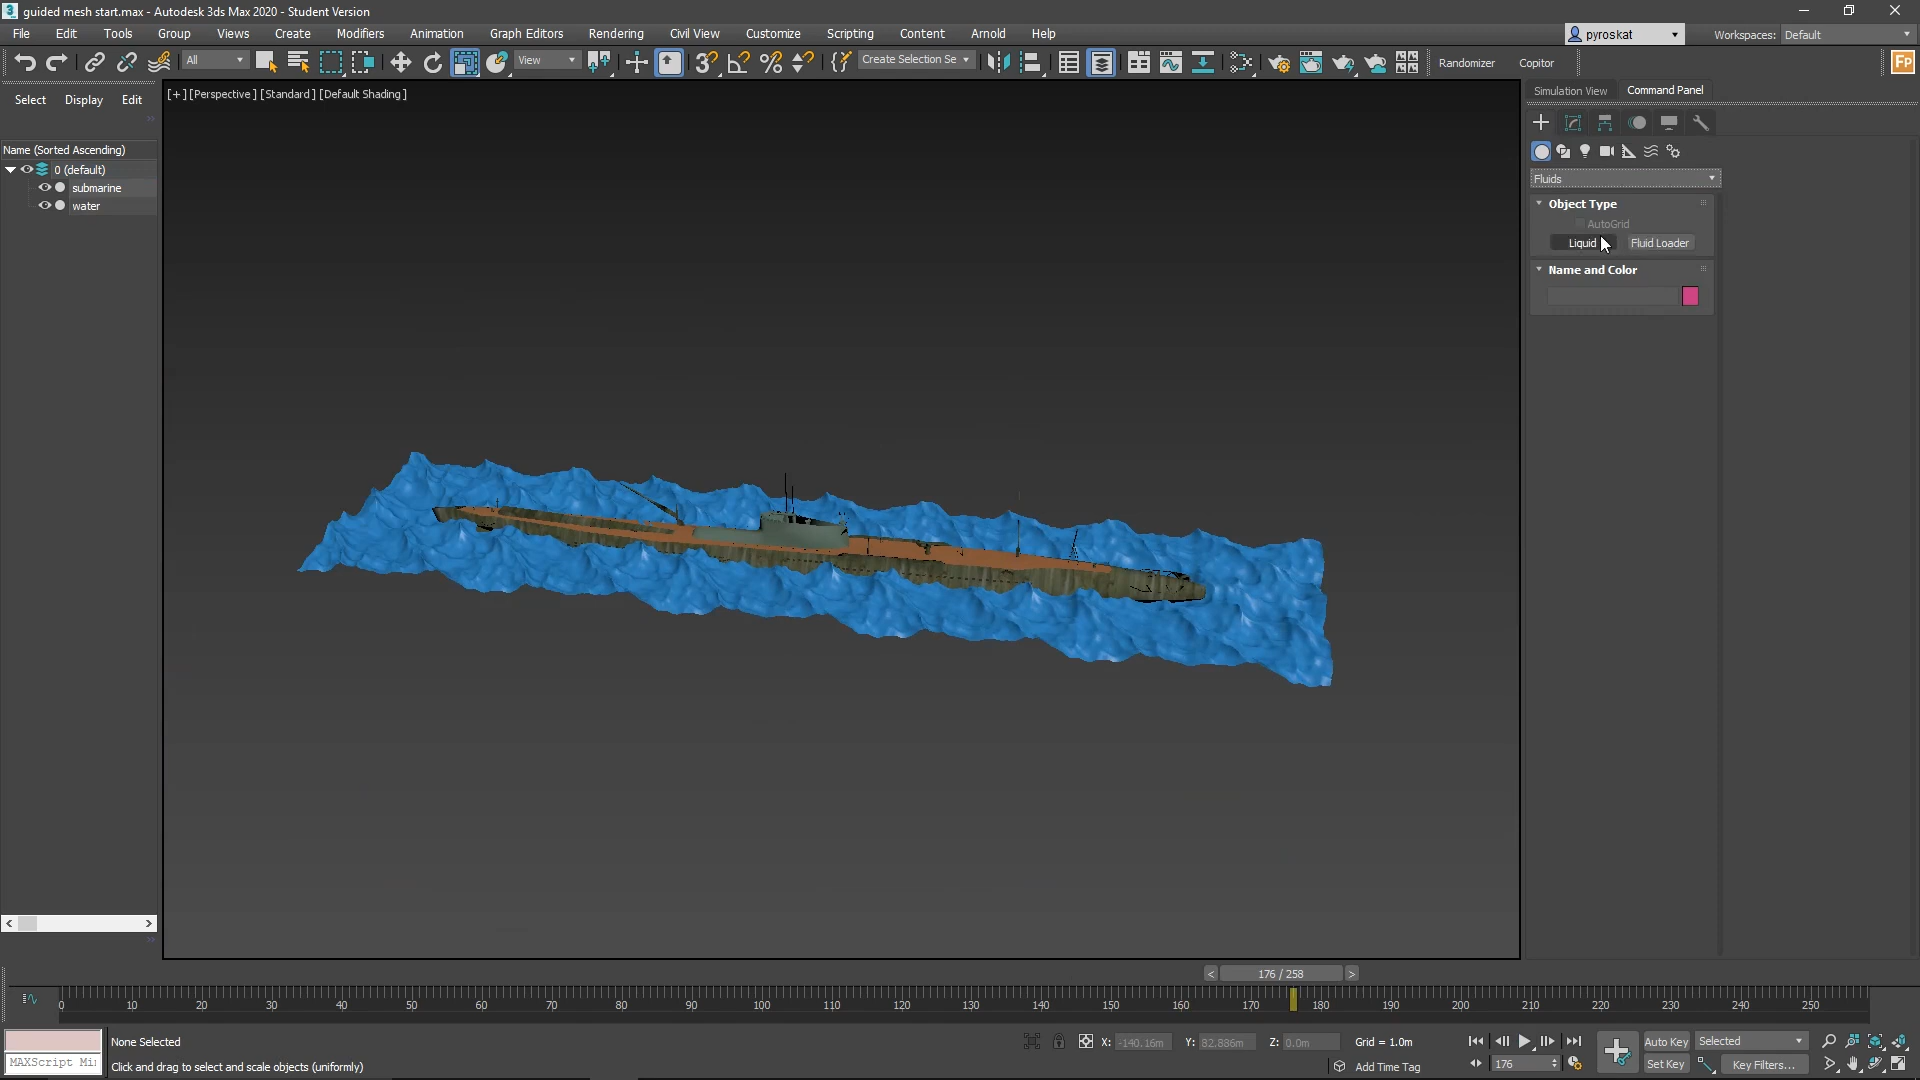 guided mesh start.max - Autodesk 3ds Max 2020 - Student Version
File Edit Tools Group Views Create Modifiers Animation Graph Editors Rendering Civil View Customize Scripting Content Arnold Help
pyroskat Workspaces: Default
All View Create Selection Se Randomizer Copitor Fp
Select Display Edit
[+] [Perspective] [Standard] [Default Shading]
Simulation View Command Panel
Name (Sorted Ascending)
0 (default)
submarine
water
Fluids
Object Type
AutoGrid
Liquid Fluid Loader
Name and Color
176 / 258
0 10 20 30 40 50 60 70 80 90 100 110 120 130 140 150 160 170 180 190 200 210 220 230 240 250
None Selected
X: -140.16m Y: 82.886m Z: 0.0m Grid = 1.0m
Auto Key Selected
MAXScript Mi
Click and drag to select and scale objects (uniformly)
Add Time Tag
176
Set Key Key Filters...